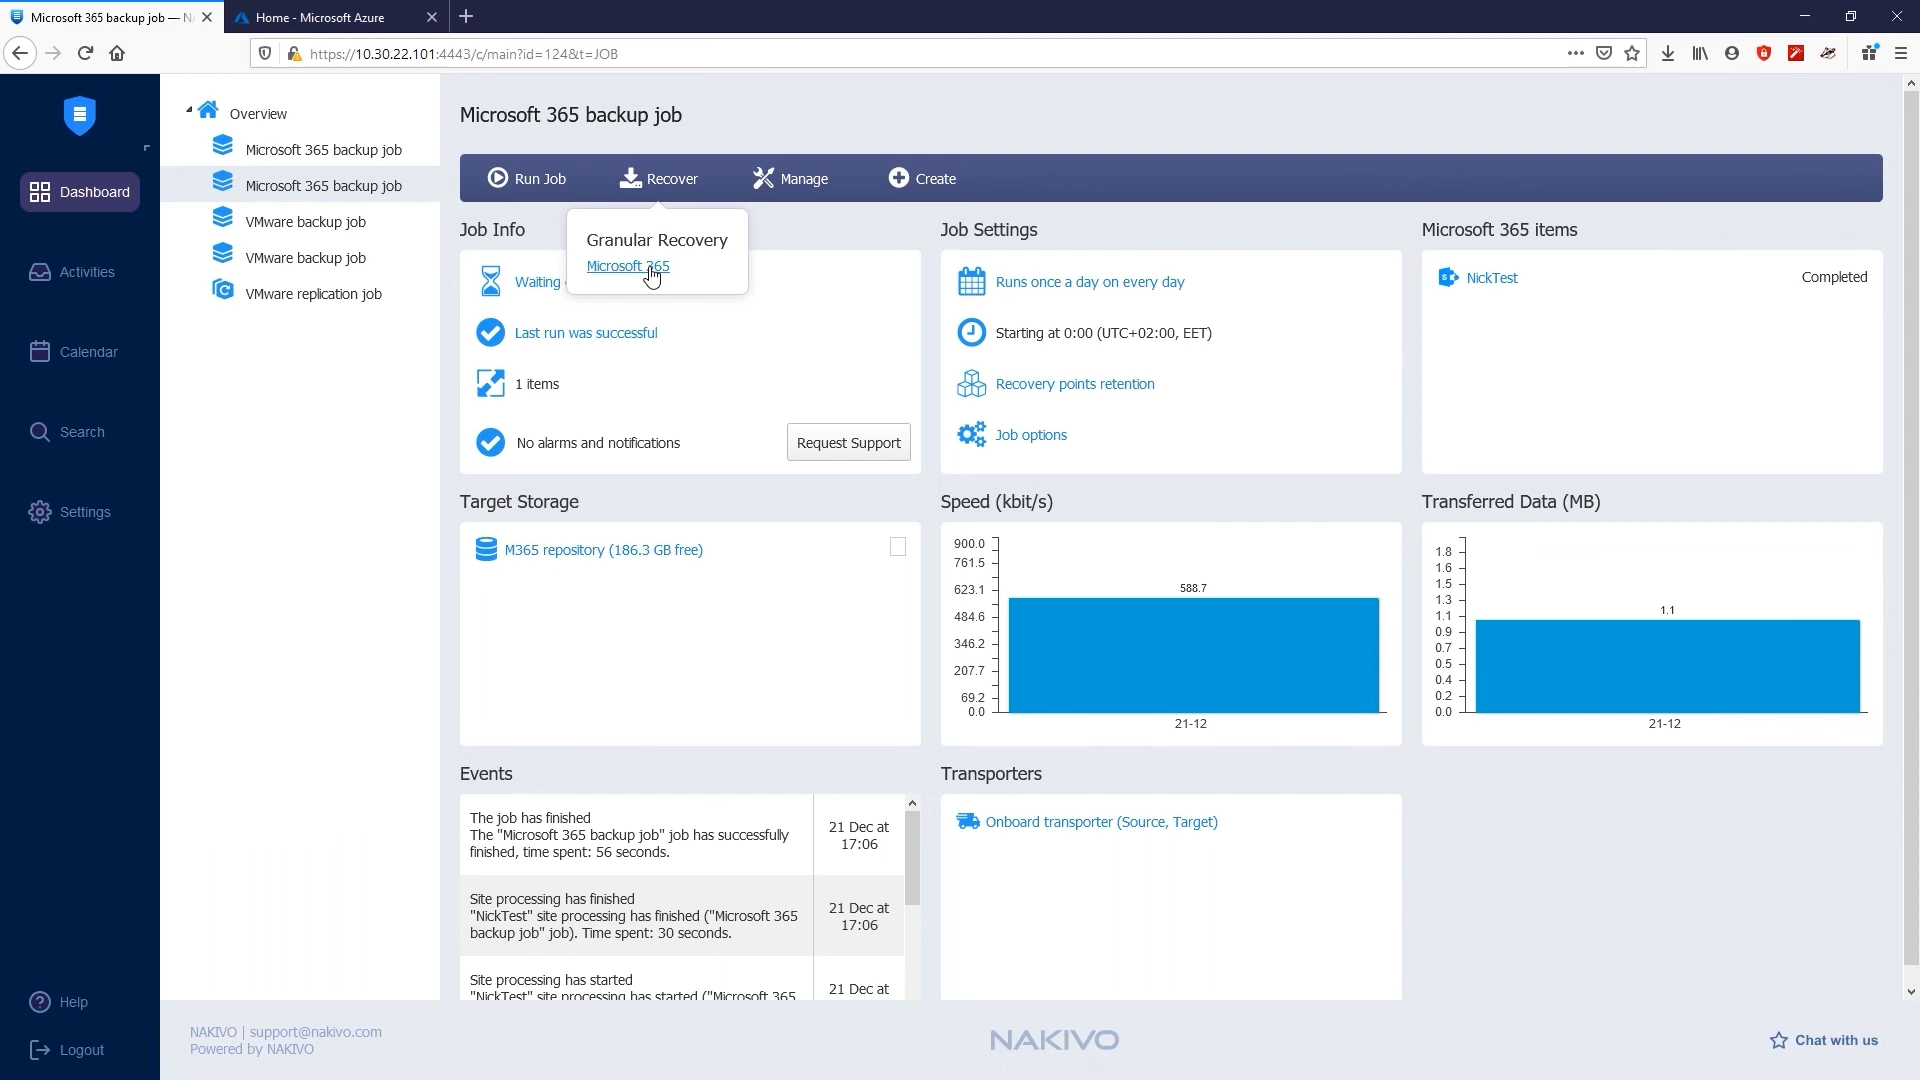 Microsoft 365 backup job — N
Home - Microsoft Azure
https://10.30.22.101:4443/c/main?id=124&t=JOB
Dashboard
Activities
Calendar
Search
Settings
Help
Logout
Overview
Microsoft 365 backup job
Microsoft 365 backup job
VMware backup job
VMware backup job
VMware replication job
Microsoft 365 backup job
Run Job
Recover
Manage
Create
Granular Recovery
Microsoft 365
Job Info
Waiting
Last run was successful
1 items
No alarms and notifications
Request Support
Job Settings
Runs once a day on every day
Starting at 0:00 (UTC+02:00, EET)
Recovery points retention
Job options
Microsoft 365 items
NickTest
Completed
Target Storage
M365 repository (186.3 GB free)
Speed (kbit/s)
900.0
761.5
623.1
484.6
346.2
207.7
69.2
0.0
588.7
21-12
Transferred Data (MB)
1.8
1.6
1.5
1.3
1.1
0.9
0.7
0.5
0.4
0.2
0.0
1.1
21-12
Events
The job has finished
The "Microsoft 365 backup job" job has successfully
finished, time spent: 56 seconds.
21 Dec at
17:06
Site processing has finished
"NickTest" site processing has finished ("Microsoft 365
backup job" job). Time spent: 30 seconds.
21 Dec at
17:06
Site processing has started
"NickTest" site processing has started ("Microsoft 365
21 Dec at
Transporters
Onboard transporter (Source, Target)
NAKIVO | support@nakivo.com
Powered by NAKIVO
NAKIVO
Chat with us